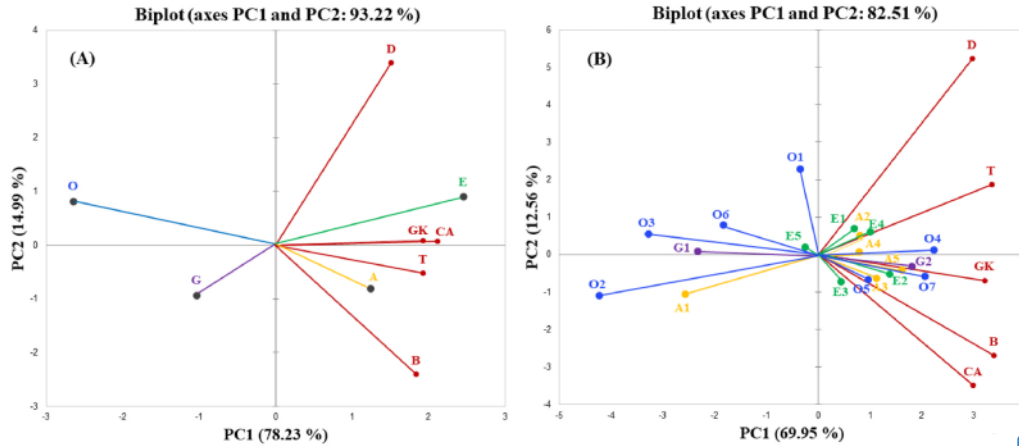 Biplot (axes PC1 and PC2: 93.22 %)
(A)
PC2 (14.99 %)
4
3
2
1
0
-1
-2
-3
D
O
E
GK
CA
T
G
A
B
-3
-2
-1
0
1
2
3
PC1 (78.23 %)
Biplot (axes PC1 and PC2: 82.51 %)
(B)
PC2 (12.56 %)
6
5
4
3
2
1
0
-1
-2
-3
-4
D
T
O1
O6
O3
G1
E1
A2
E4
E5
A4
O4
A5
G2
GK
O2
A1
E3
O5
A3
E2
O7
B
CA
-5
-4
-3
-2
-1
0
1
2
3
PC1 (69.95 %)